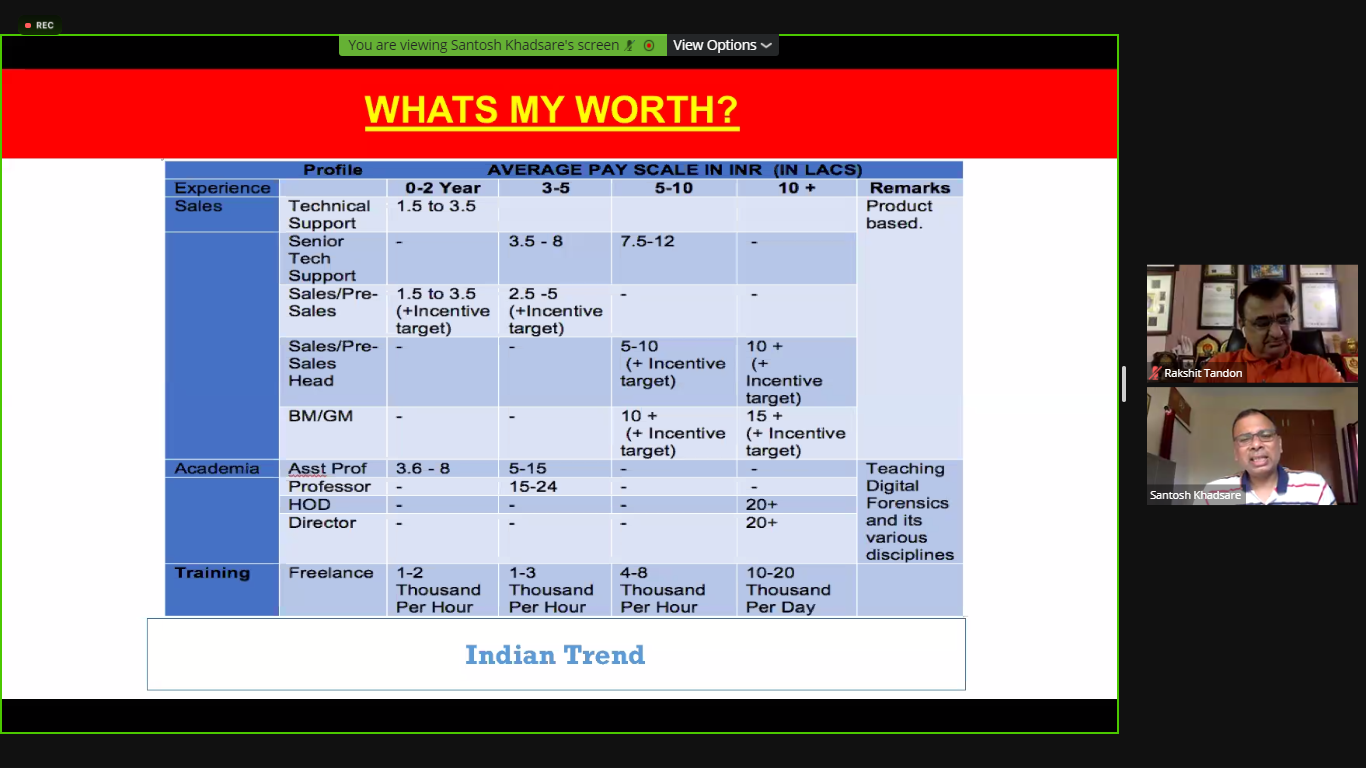 REC
You are viewing Santosh Khadsare's screen
View Options
WHATS MY WORTH?
Profile AVERAGE PAY SCALE IN INR (IN LACS)
Experience 0-2 Year 3-5 5-10 10 + Remarks
Sales Technical 1.5 to 3.5 Product
Support based.
Senior - 3.5 - 8 7.5-12 -
Tech
Support
Sales/Pre- 1.5 to 3.5 2.5 -5 - -
Sales (+Incentive (+Incentive
target) target)
Sales/Pre- - - 5-10 10 +
Sales (+ Incentive (+
Head target) Incentive
target)
BM/GM - - 10 + 15 +
(+ Incentive (+ Incentive
target) target)
Academia Asst Prof 3.6 - 8 5-15 - - Teaching
Professor - 15-24 - - Digital
HOD - - - 20+ Forensics
Director - - - 20+ and its
various
disciplines
Training Freelance 1-2 1-3 4-8 10-20
Thousand Thousand Thousand Thousand
Per Hour Per Hour Per Hour Per Day
Indian Trend
Rakshit Tandon
Santosh Khadsare